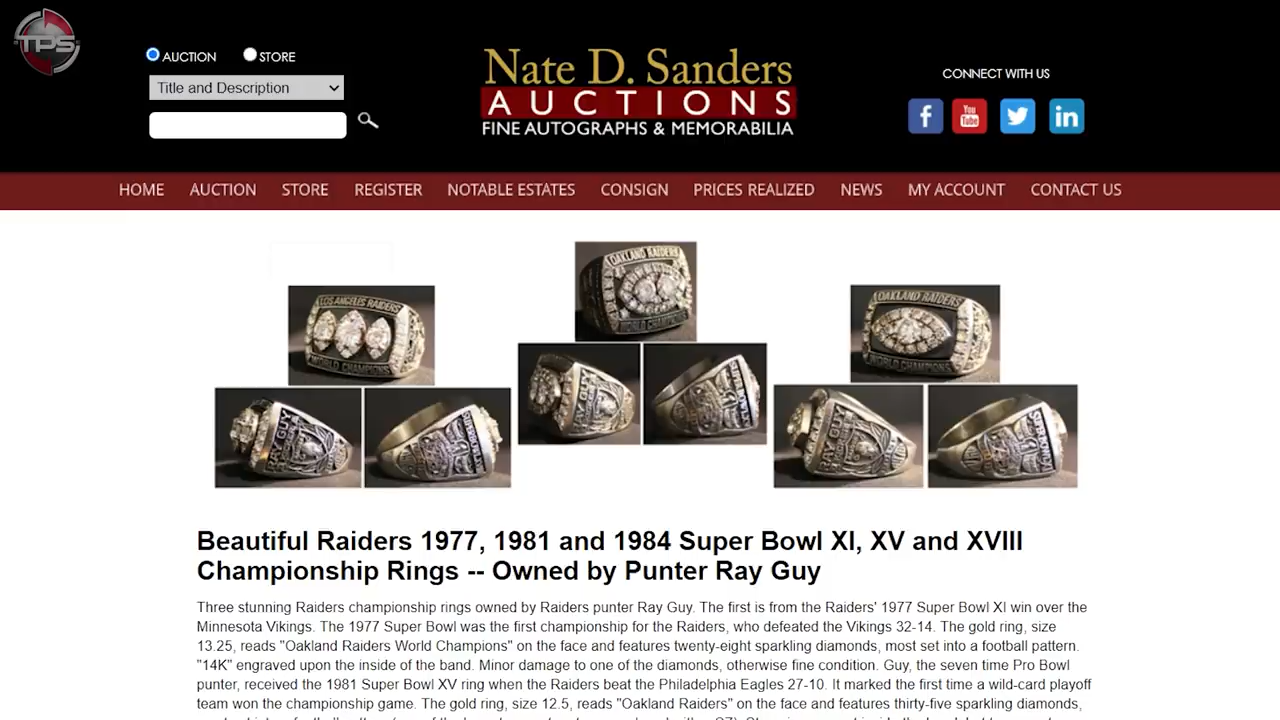 TPS
AUCTION STORE
Title and Description
Nate D. Sanders
AUCTIONS
FINE AUTOGRAPHS & MEMORABILIA
CONNECT WITH US
f
You Tube
in
HOME AUCTION STORE REGISTER NOTABLE ESTATES CONSIGN PRICES REALIZED NEWS MY ACCOUNT CONTACT US
LOS ANGELES RAIDERS
WORLD CHAMPIONS
OAKLAND RAIDERS
WORLD CHAMPIONS
OAKLAND RAIDERS
WORLD CHAMPIONS
RAY GUY
RAY GUY
RAY GUY
Beautiful Raiders 1977, 1981 and 1984 Super Bowl XI, XV and XVIII
Championship Rings -- Owned by Punter Ray Guy
Three stunning Raiders championship rings owned by Raiders punter Ray Guy. The first is from the Raiders' 1977 Super Bowl XI win over the
Minnesota Vikings. The 1977 Super Bowl was the first championship for the Raiders, who defeated the Vikings 32-14. The gold ring, size
13.25, reads "Oakland Raiders World Champions" on the face and features twenty-eight sparkling diamonds, most set into a football pattern.
"14K" engraved upon the inside of the band. Minor damage to one of the diamonds, otherwise fine condition. Guy, the seven time Pro Bowl
punter, received the 1981 Super Bowl XV ring when the Raiders beat the Philadelphia Eagles 27-10. It marked the first time a wild-card playoff
team won the championship game. The gold ring, size 12.5, reads "Oakland Raiders" on the face and features thirty-five sparkling diamonds,